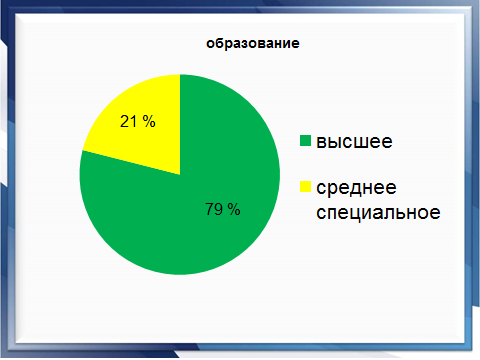 образование
21 %
79 %
высшее
среднее
специальное